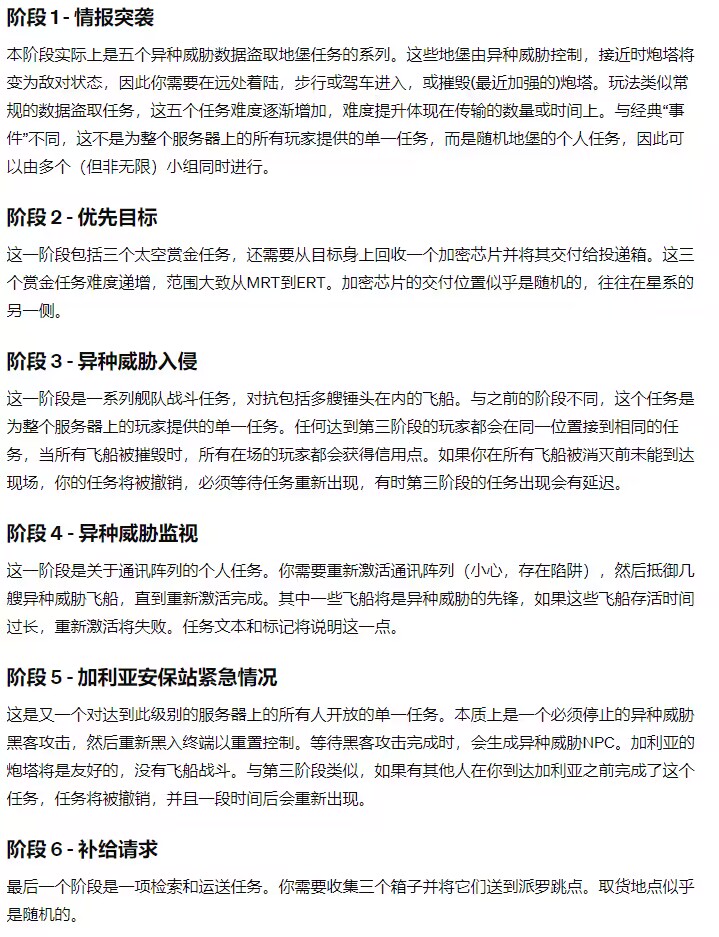 阶段 1 - 情报突袭
本阶段实际上是五个异种威胁数据盗取地堡任务的系列。这些地堡由异种威胁控制，接近时炮塔将
变为敌对状态，因此你需要在远处着陆，步行或驾车进入，或摧毁(最近加强的)炮塔。玩法类似常
规的数据盗取任务，这五个任务难度逐渐增加，难度提升体现在传输的数量或时间上。与经典“事
件”不同，这不是为整个服务器上的所有玩家提供的单一任务，而是随机地堡的个人任务，因此可
以由多个（但非无限）小组同时进行。
阶段 2 - 优先目标
这一阶段包括三个太空赏金任务，还需要从目标身上回收一个加密芯片并将其交付给投递箱。这三
个赏金任务难度递增，范围大致从MRT到ERT。加密芯片的交付位置似乎是随机的，往往在星系的
另一侧。
阶段 3 - 异种威胁入侵
这一阶段是一系列舰队战斗任务，对抗包括多艘锤头在内的飞船。与之前的阶段不同，这个任务是
为整个服务器上的玩家提供的单一任务。任何达到第三阶段的玩家都会在同一位置接到相同的任
务，当所有飞船被摧毁时，所有在场的玩家都会获得信用点。如果你在所有飞船被消灭前未能到达
现场，你的任务将被撤销，必须等待任务重新出现，有时第三阶段的任务出现会有延迟。
阶段 4 - 异种威胁监视
这一阶段是关于通讯阵列的个人任务。你需要重新激活通讯阵列（小心，存在陷阱），然后抵御几
艘异种威胁飞船，直到重新激活完成。其中一些飞船将是异种威胁的先锋，如果这些飞船存活时间
过长，重新激活将失败。任务文本和标记将说明这一点。
阶段 5 - 加利亚安保站紧急情况
这是又一个对达到此级别的服务器上的所有人开放的单一任务。本质上是一个必须停止的异种威胁
黑客攻击，然后重新黑入终端以重置控制。等待黑客攻击完成时，会生成异种威胁NPC。加利亚的
炮塔将是友好的，没有飞船战斗。与第三阶段类似，如果有其他人在你到达加利亚之前完成了这个
任务，任务将被撤销，并且一段时间后会重新出现。
阶段 6 - 补给请求
最后一个阶段是一项检索和运送任务。你需要收集三个箱子并将它们送到派罗跳点。取货地点似乎
是随机的。